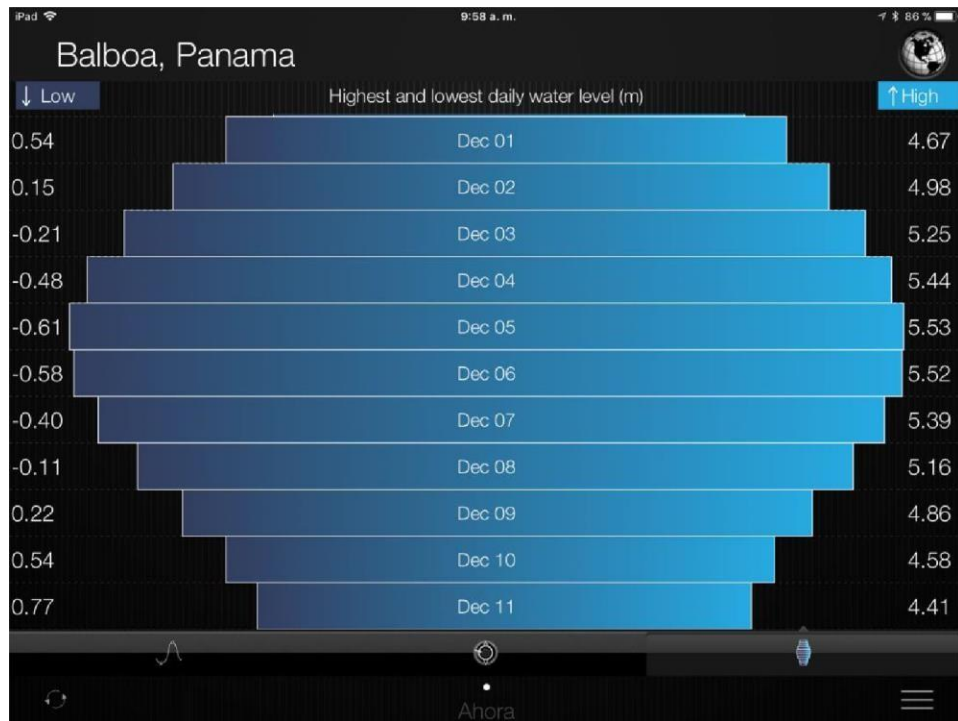 iPad 9:58 a. m. 86 %
Balboa, Panama
↓ Low Highest and lowest daily water level (m) ↑ High
0.54 Dec 01 4.67
0.15 Dec 02 4.98
-0.21 Dec 03 5.25
-0.48 Dec 04 5.44
-0.61 Dec 05 5.53
-0.58 Dec 06 5.52
-0.40 Dec 07 5.39
-0.11 Dec 08 5.16
0.22 Dec 09 4.86
0.54 Dec 10 4.58
0.77 Dec 11 4.41
Ahora